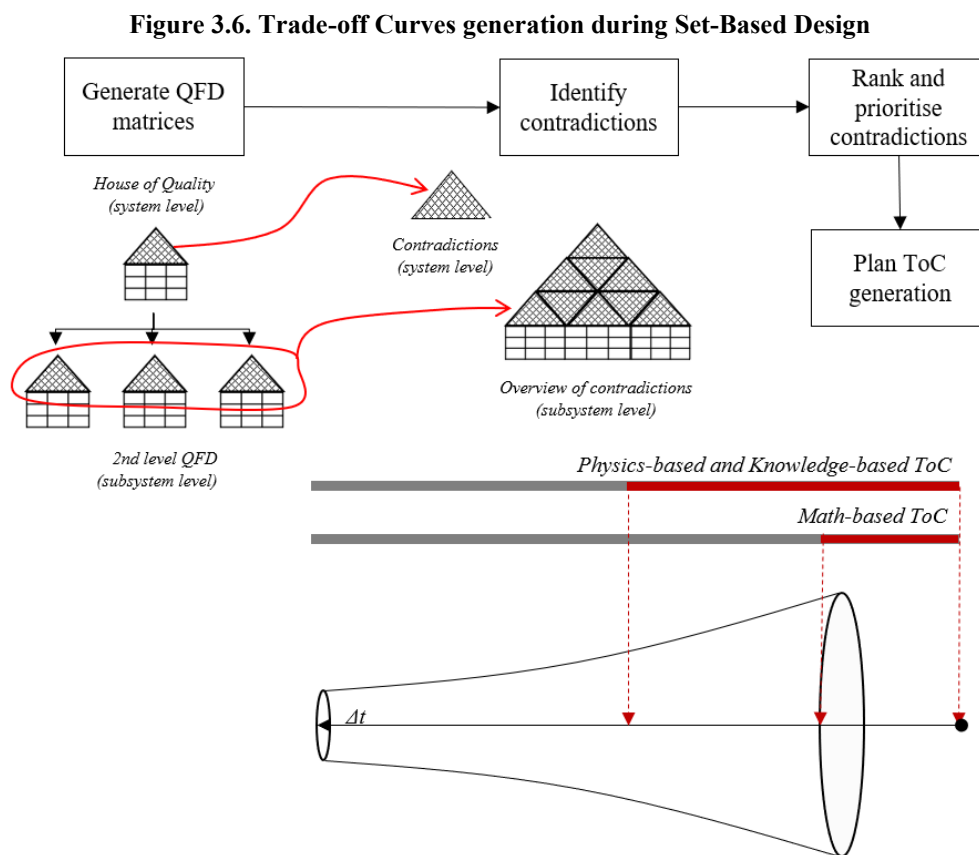 Figure 3.6. Trade-off Curves generation during Set-Based Design
Generate QFD
matrices
Identify
contradictions
Rank and
prioritise
contradictions
House of Quality
(system level)
Contradictions
(system level)
Plan ToC
generation
Overview of contradictions
(subsystem level)
2nd level QFD
(subsystem level)
Physics-based and Knowledge-based ToC
Math-based ToC
Δt